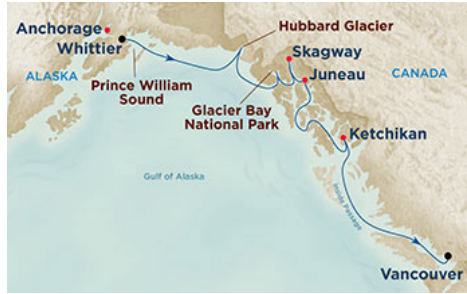 Hubbard Glacier
Anchorage
Whittier
Skagway
Juneau
ALASKA
CANADA
Prince William
Sound
Glacier Bay
National Park
Ketchikan
Gulf of Alaska
Inside Passage
Vancouver